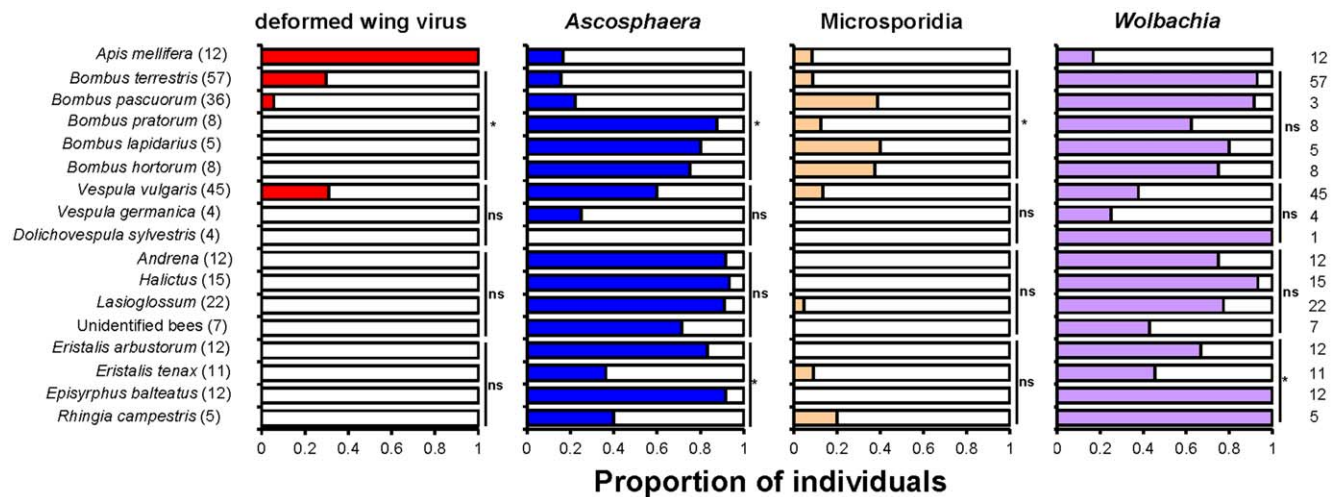 deformed wing virus Ascosphaera Microsporidia Wolbachia
Apis mellifera (12) 12
Bombus terrestris (57) 57
Bombus pascuorum (36) 3
Bombus pratorum (8) * * * 8 ns
Bombus lapidarius (5) 5
Bombus hortorum (8) 8
Vespula vulgaris (45) 45
Vespula germanica (4) ns ns ns ns 4
Dolichovespula sylvestris (4) 1
Andrena (12) 12
Halictus (15) ns ns ns ns 15
Lasioglossum (22) 22
Unidentified bees (7) 7
Eristalis arbustorum (12) 12
Eristalis tenax (11) ns * ns * 11
Episyrphus balteatus (12) 12
Rhingia campestris (5) 5
0 0.2 0.4 0.6 0.8 1 0 0.2 0.4 0.6 0.8 1 0 0.2 0.4 0.6 0.8 1 0 0.2 0.4 0.6 0.8 1
Proportion of individuals